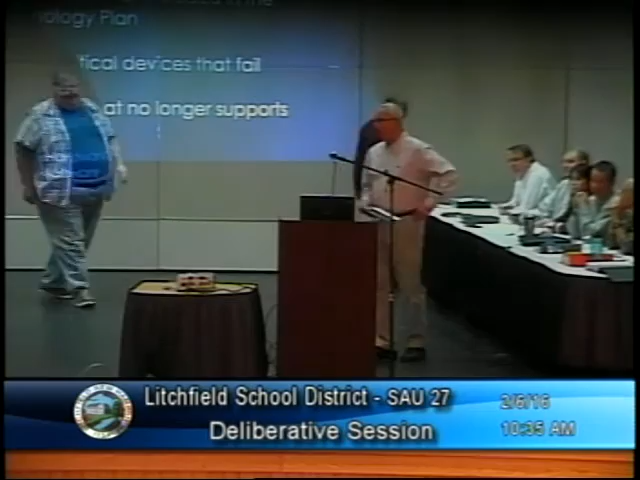 ology Plan
tical devices that fail
at no longer supports
Litchfield School District - SAU 27
2/6/16
Deliberative Session
10:35 AM